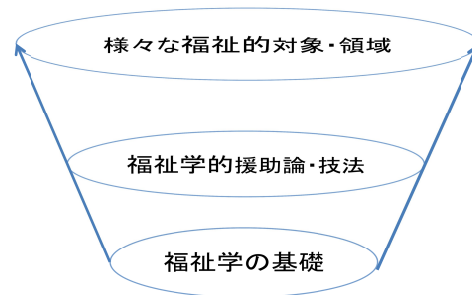 様々な福祉的対象・領域
福祉学的援助論・技法
福祉学の基礎